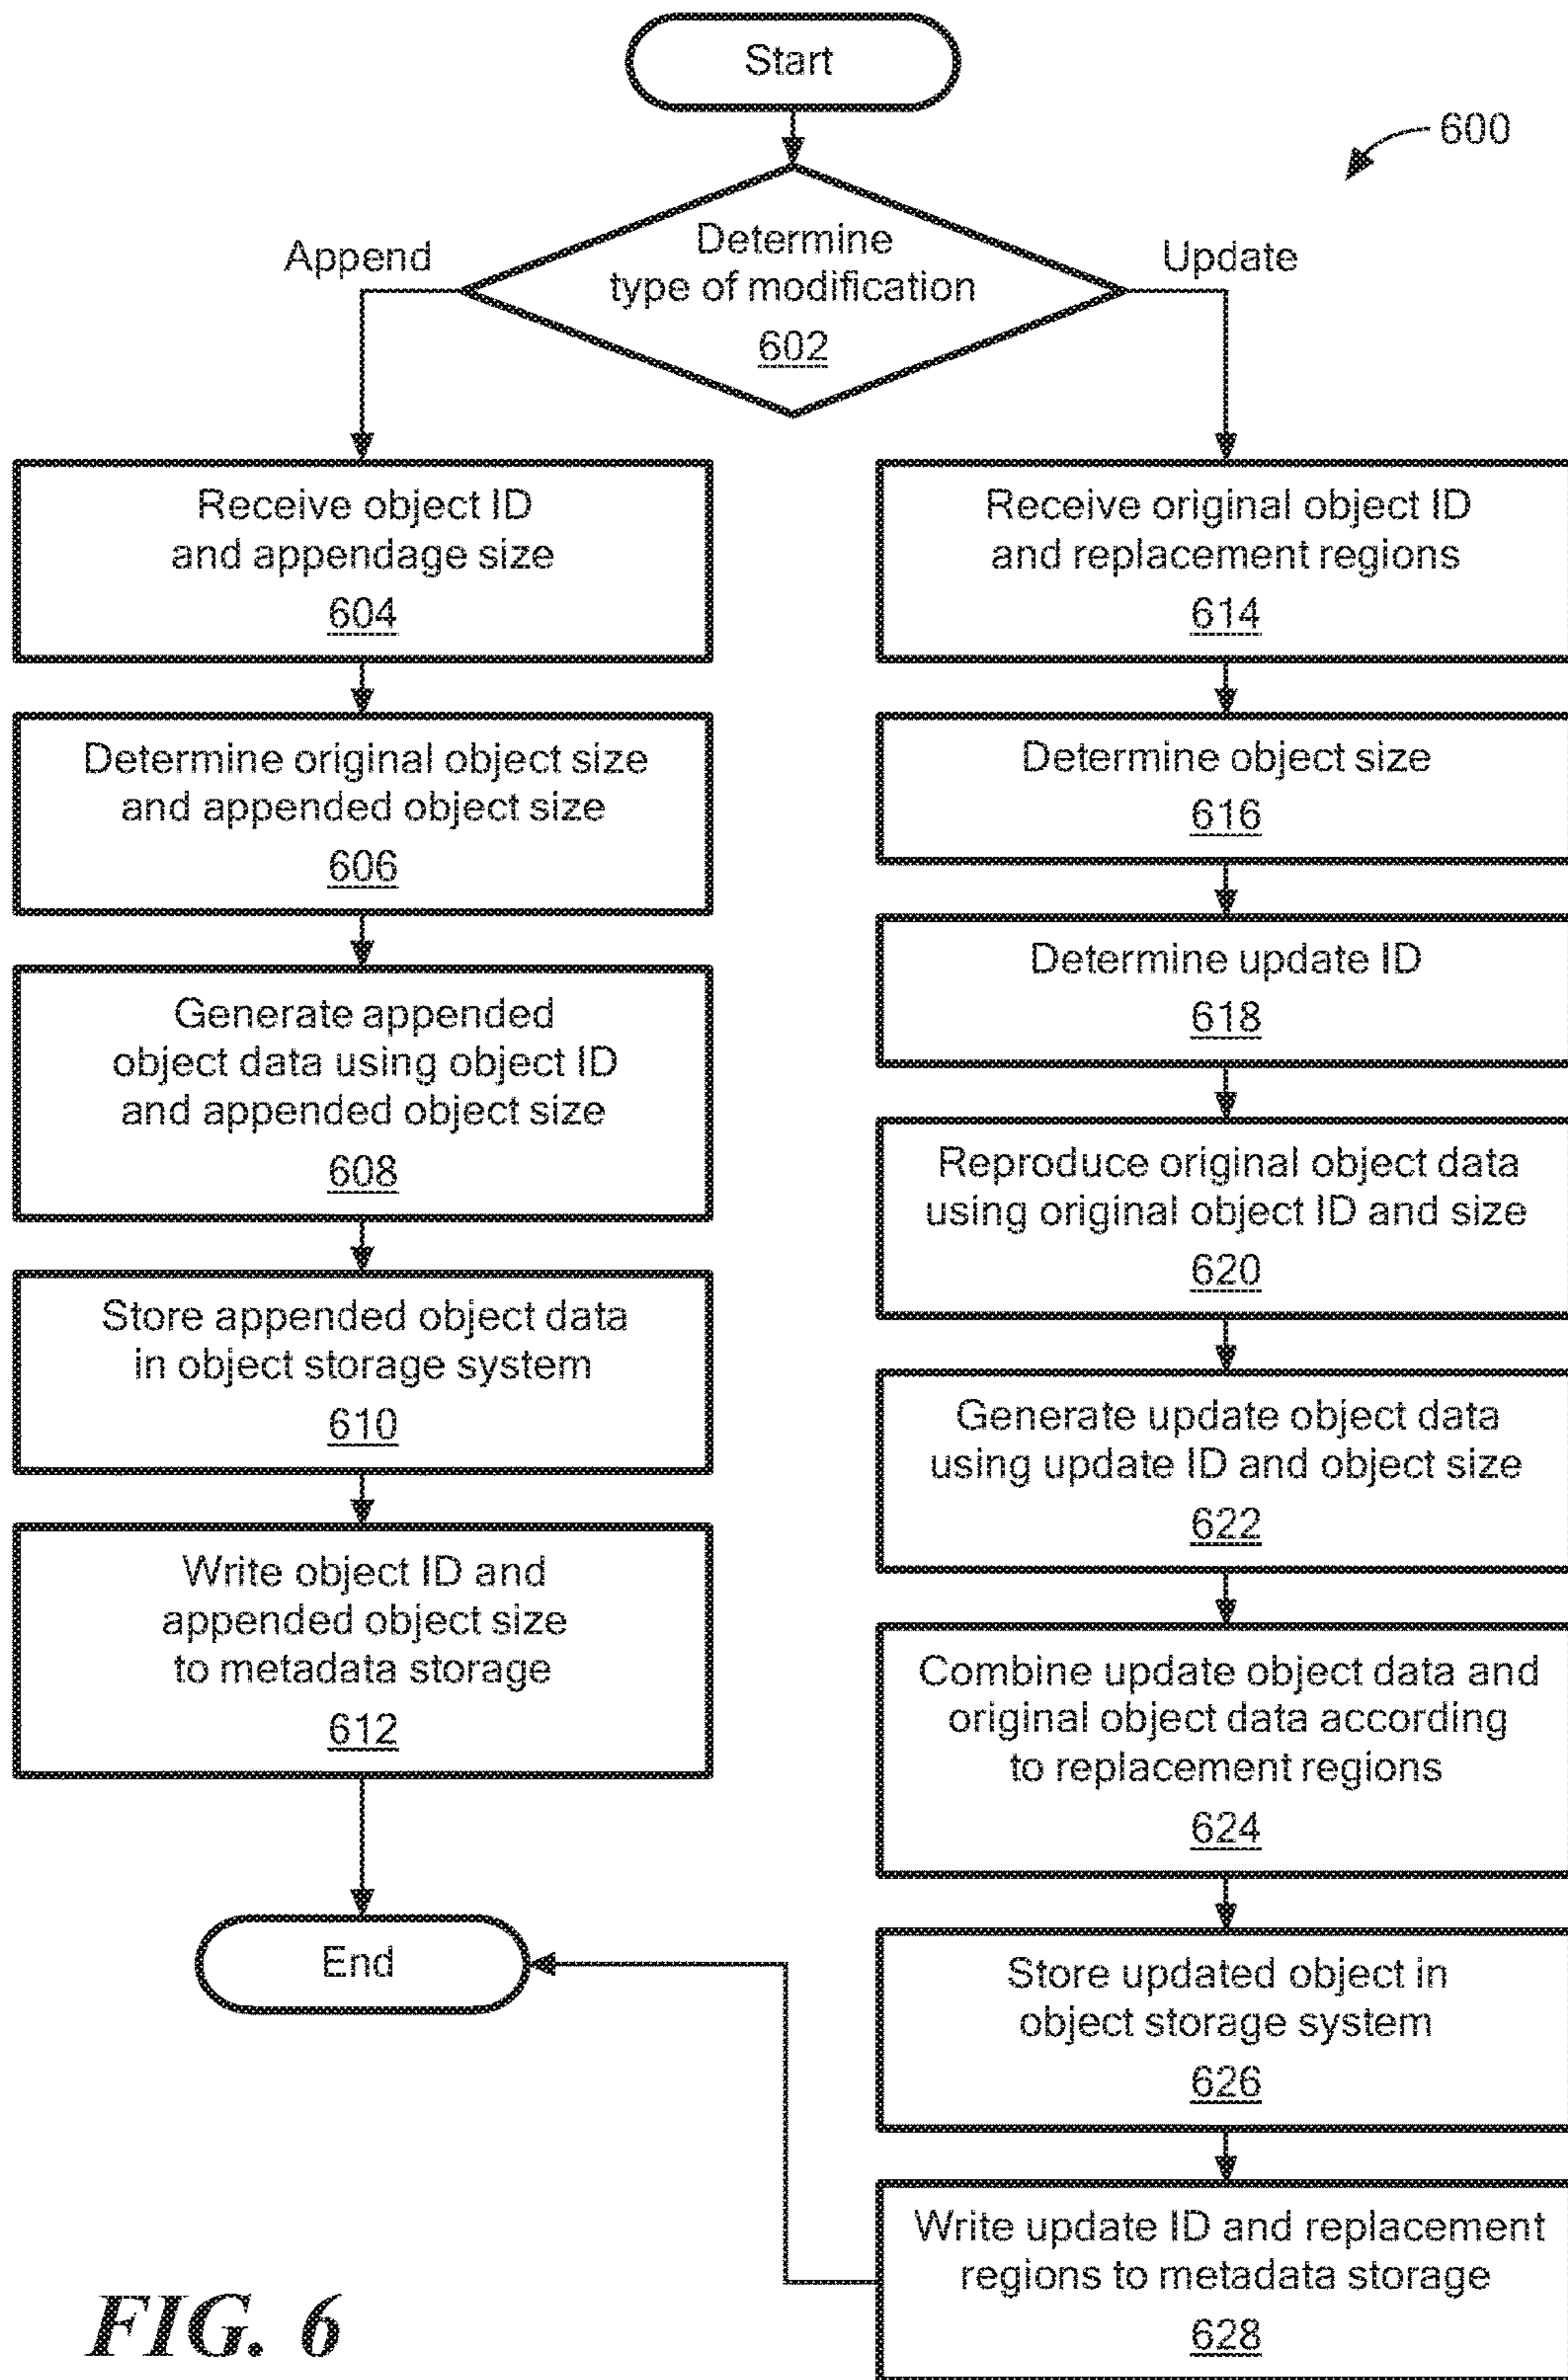 Start
600
Determine
type of modification
602
Append
Update
Receive object ID
and appendage size
604
Determine original object size
and appended object size
606
Generate appended
object data using object ID
and appended object size
608
Store appended object data
in object storage system
610
Write object ID and
appended object size
to metadata storage
612
End
Receive original object ID
and replacement regions
614
Determine object size
616
Determine update ID
618
Reproduce original object data
using original object ID and size
620
Generate update object data
using update ID and object size
622
Combine update object data and
original object data according
to replacement regions
624
Store updated object in
object storage system
626
Write update ID and replacement
regions to metadata storage
628
FIG. 6